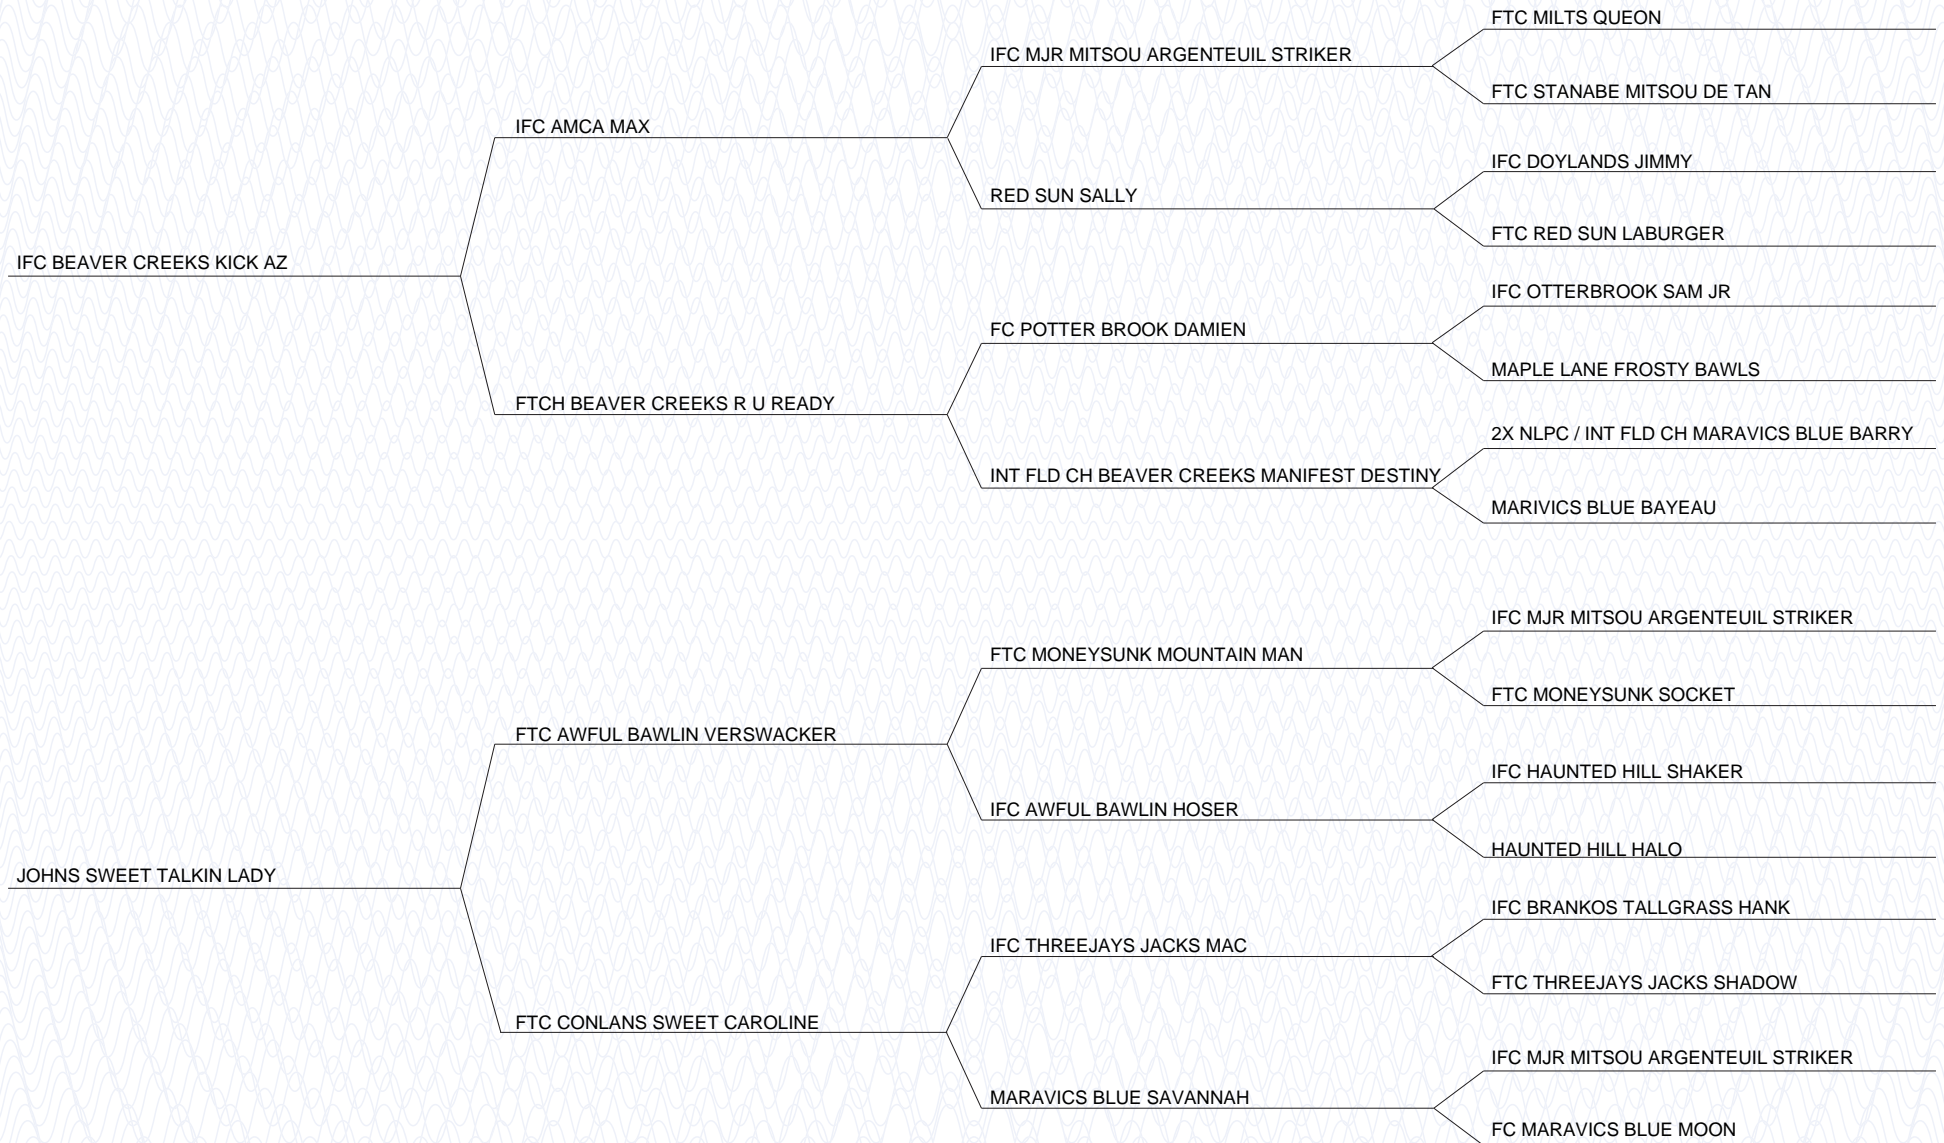 FTC MILTS QUEON
IFC MJR MITSOU ARGENTEUIL STRIKER
FTC STANABE MITSOU DE TAN
IFC AMCA MAX
IFC DOYLANDS JIMMY
RED SUN SALLY
FTC RED SUN LABURGER
IFC BEAVER CREEKS KICK AZ
IFC OTTERBROOK SAM JR
FC POTTER BROOK DAMIEN
MAPLE LANE FROSTY BAWLS
FTCH BEAVER CREEKS R U READY
2X NLPC / INT FLD CH MARAVICS BLUE BARRY
INT FLD CH BEAVER CREEKS MANIFEST DESTINY
MARIVICS BLUE BAYEAU
IFC MJR MITSOU ARGENTEUIL STRIKER
FTC MONEYSUNK MOUNTAIN MAN
FTC MONEYSUNK SOCKET
FTC AWFUL BAWLIN VERSWACKER
IFC HAUNTED HILL SHAKER
IFC AWFUL BAWLIN HOSER
HAUNTED HILL HALO
JOHNS SWEET TALKIN LADY
IFC BRANKOS TALLGRASS HANK
IFC THREEJAYS JACKS MAC
FTC THREEJAYS JACKS SHADOW
FTC CONLANS SWEET CAROLINE
IFC MJR MITSOU ARGENTEUIL STRIKER
MARAVICS BLUE SAVANNAH
FC MARAVICS BLUE MOON